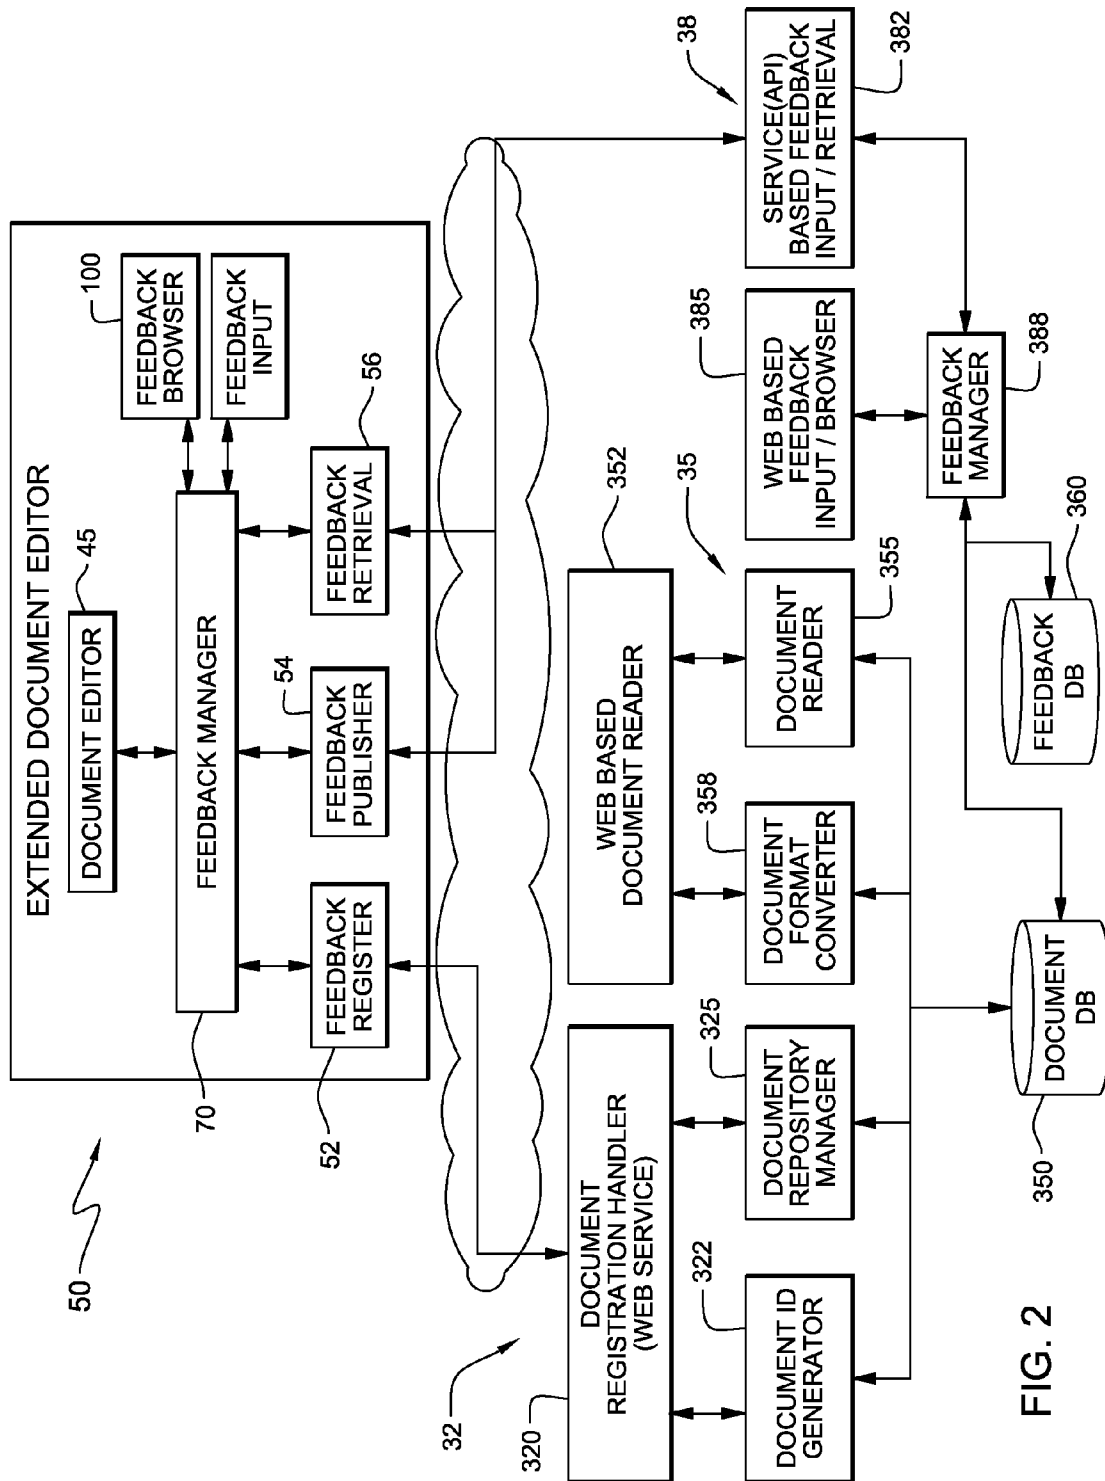 EXTENDED DOCUMENT EDITOR
50
45
DOCUMENT EDITOR
100
FEEDBACK
BROWSER
FEEDBACK
INPUT
70
FEEDBACK MANAGER
52
FEEDBACK
REGISTER
54
FEEDBACK
PUBLISHER
56
FEEDBACK
RETRIEVAL
32
320
DOCUMENT
REGISTRATION HANDLER
(WEB SERVICE)
WEB BASED
DOCUMENT READER
352
322
DOCUMENT ID
GENERATOR
325
DOCUMENT
REPOSITORY
MANAGER
358
DOCUMENT
FORMAT
CONVERTER
35
DOCUMENT
READER
355
385
WEB BASED
FEEDBACK
INPUT / BROWSER
38
SERVICE(API)
BASED FEEDBACK
INPUT / RETRIEVAL
382
FEEDBACK
MANAGER
388
350
DOCUMENT
DB
FEEDBACK
DB
360
FIG. 2